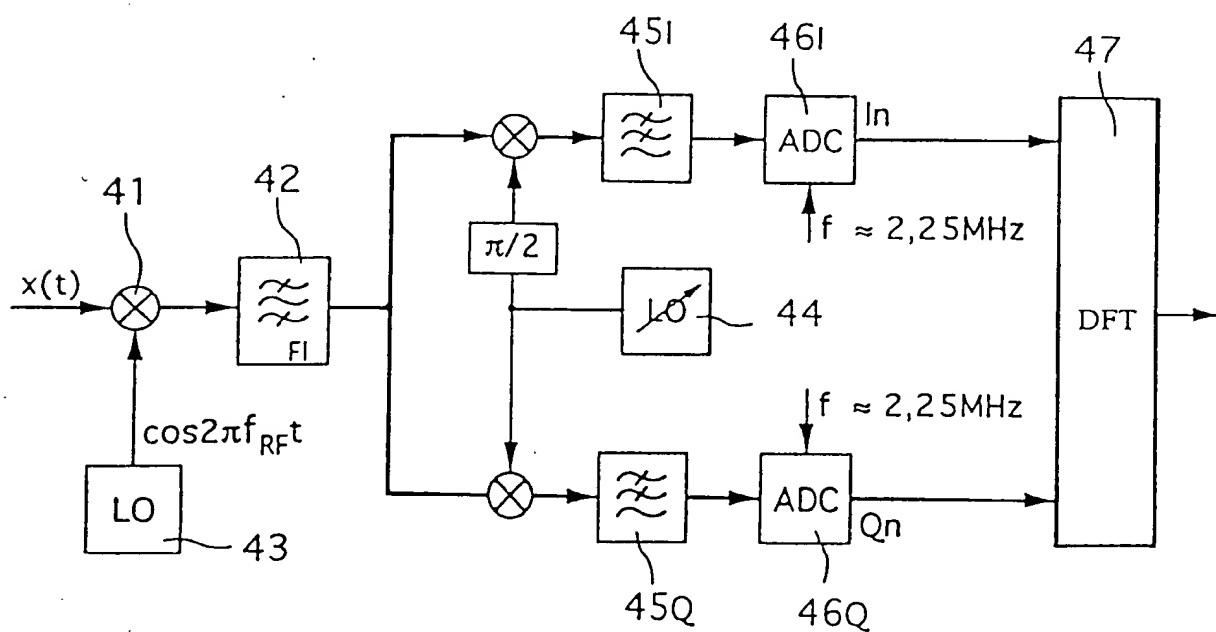 45I
46I
47
In
ADC
41
42
f ≈ 2,25MHz
π/2
x(t)
LO
44
FI
DFT
f ≈ 2,25MHz
cos2πf_RF t
LO
43
ADC
Qn
45Q
46Q